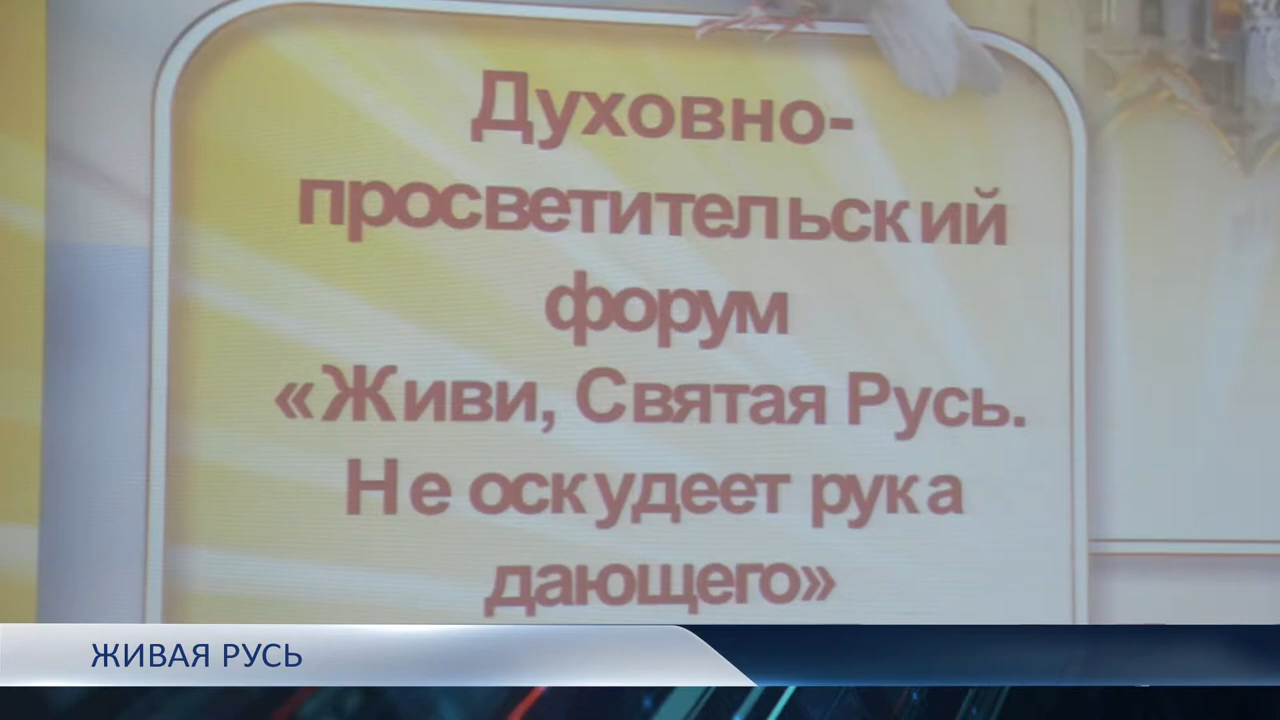 Духовно-
просветительский
форум
«Живи, Святая Русь.
Не оскудеет рука
дающего»
ЖИВАЯ РУСЬ